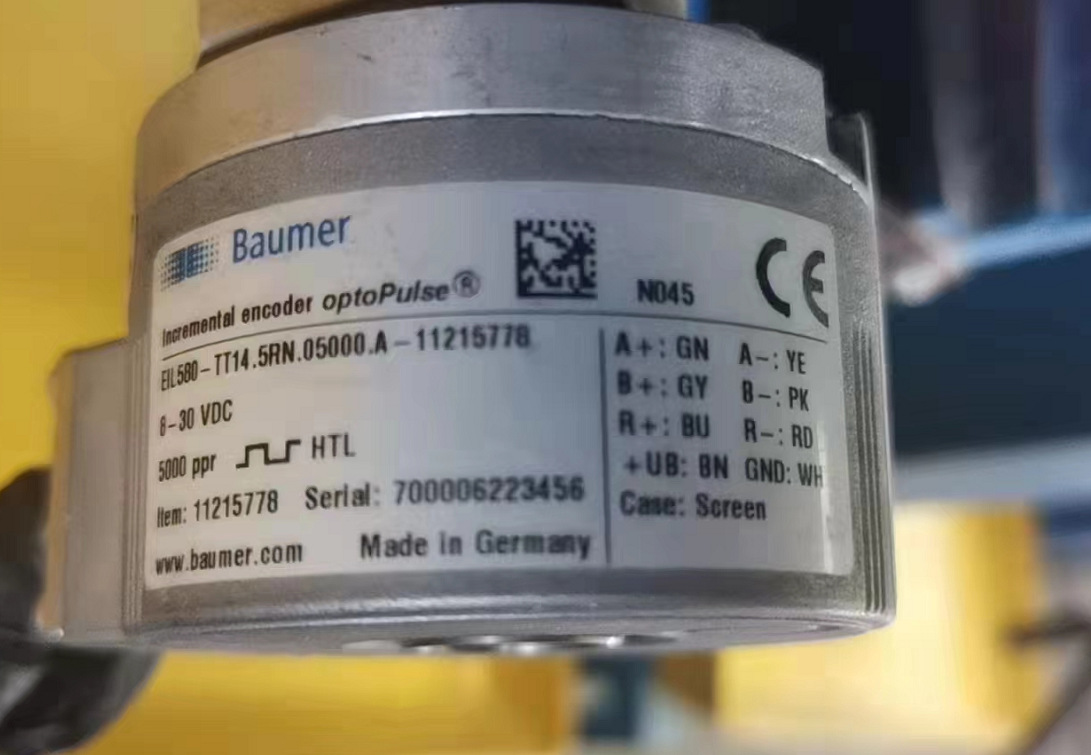 Baumer
Incremental encoder optoPulse®
N045
CE
EIL580-TT14.5RN.05000.A-11215778
8-30 VDC
5000 ppr HTL
Item: 11215778 Serial: 700006223456
www.baumer.com Made in Germany
A+: GN A-: YE
B+: GY B-: PK
R+: BU R-: RD
+UB: BN GND: WH
Case: Screen